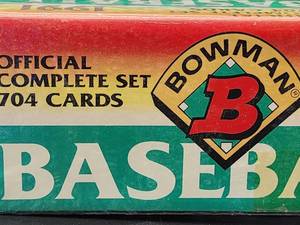 OFFICIAL
COMPLETE SET
704 CARDS
BOWMAN
B
BASEBA